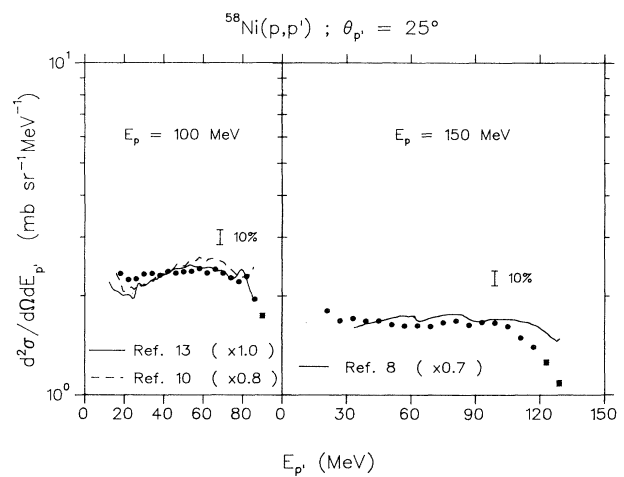 ⁵⁸Ni(p,p') ; θp' = 25°
d²σ/dΩdEp' (mb sr⁻¹MeV⁻¹)
10¹
10⁰
Ep = 100 MeV
10%
Ref. 13 ( x1.0 )
Ref. 10 ( x0.8 )
Ep = 150 MeV
10%
Ref. 8 ( x0.7 )
0 20 40 60 80 0 30 60 90 120 150
Ep' (MeV)